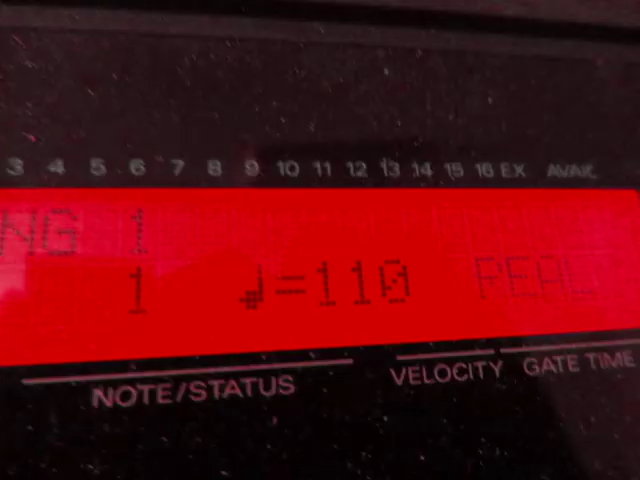 3 4 5 6 7 8 9 10 11 12 13 14 15 16 EX AVAIL
NG
1 ♩=110 REAL
NOTE/STATUS VELOCITY GATE TIME